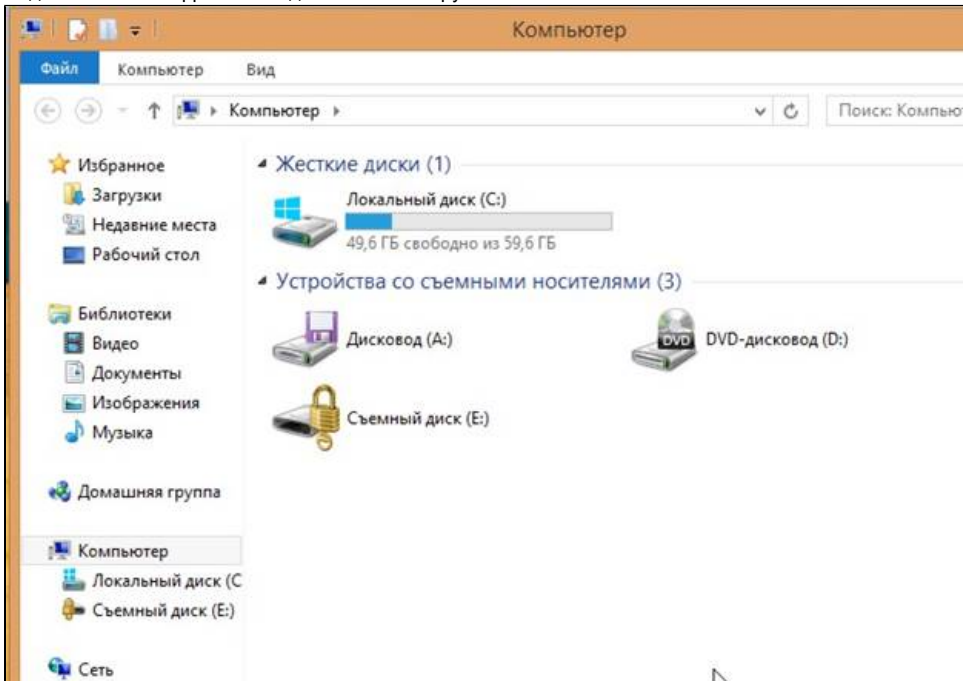 Компьютер
Файл Компьютер Вид
Компьютер
Поиск: Компью
Избранное
Загрузки
Недавние места
Рабочий стол
Библиотеки
Видео
Документы
Изображения
Музыка
Домашняя группа
Компьютер
Локальный диск (C
Съемный диск (E:)
Сеть
Жесткие диски (1)
Локальный диск (C:)
49,6 ГБ свободно из 59,6 ГБ
Устройства со съемными носителями (3)
Дисковод (A:)
DVD
DVD-дисковод (D:)
Съемный диск (E:)